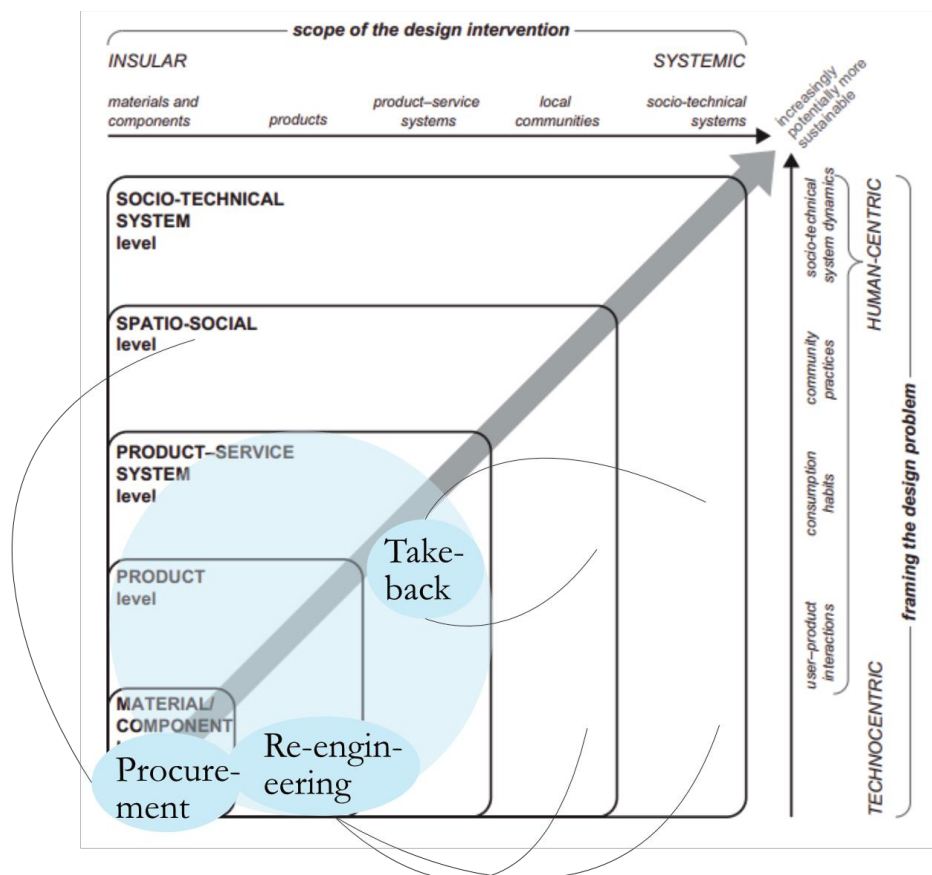 scope of the design intervention
INSULAR
SYSTEMIC
materials and
components
products
product–service
systems
local
communities
socio-technical
systems
increasingly
potentially more
sustainable
SOCIO-TECHNICAL
SYSTEM
level
SPATIO-SOCIAL
level
PRODUCT–SERVICE
SYSTEM
level
PRODUCT
level
MATERIAL/
COMPONENT
Take-
back
Procure-
ment
Re-engin-
eering
socio-technical
system dynamics
community
practices
consumption
habits
user–product
interactions
HUMAN-CENTRIC
TECHNOCENTRIC
framing the design problem